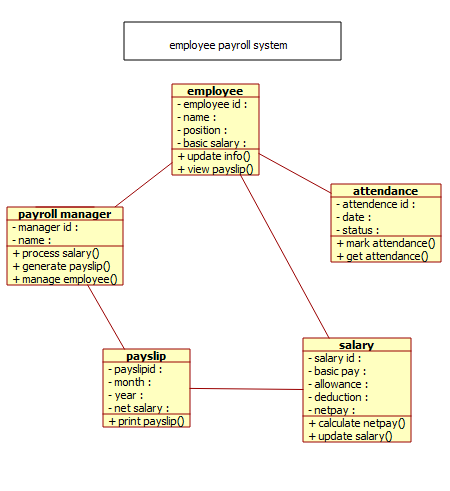 employee payroll system
employee
- employee id :
- name :
- position :
- basic salary :
+ update info()
+ view payslip()
attendance
- attendence id :
- date :
- status :
+ mark attendance()
+ get attendance()
payroll manager
- manager id :
- name :
+ process salary()
+ generate payslip()
+ manage employee()
payslip
- payslipid :
- month :
- year :
- net salary :
+ print payslip()
salary
- salary id :
- basic pay :
- allowance :
- deduction :
- netpay :
+ calculate netpay()
+ update salary()